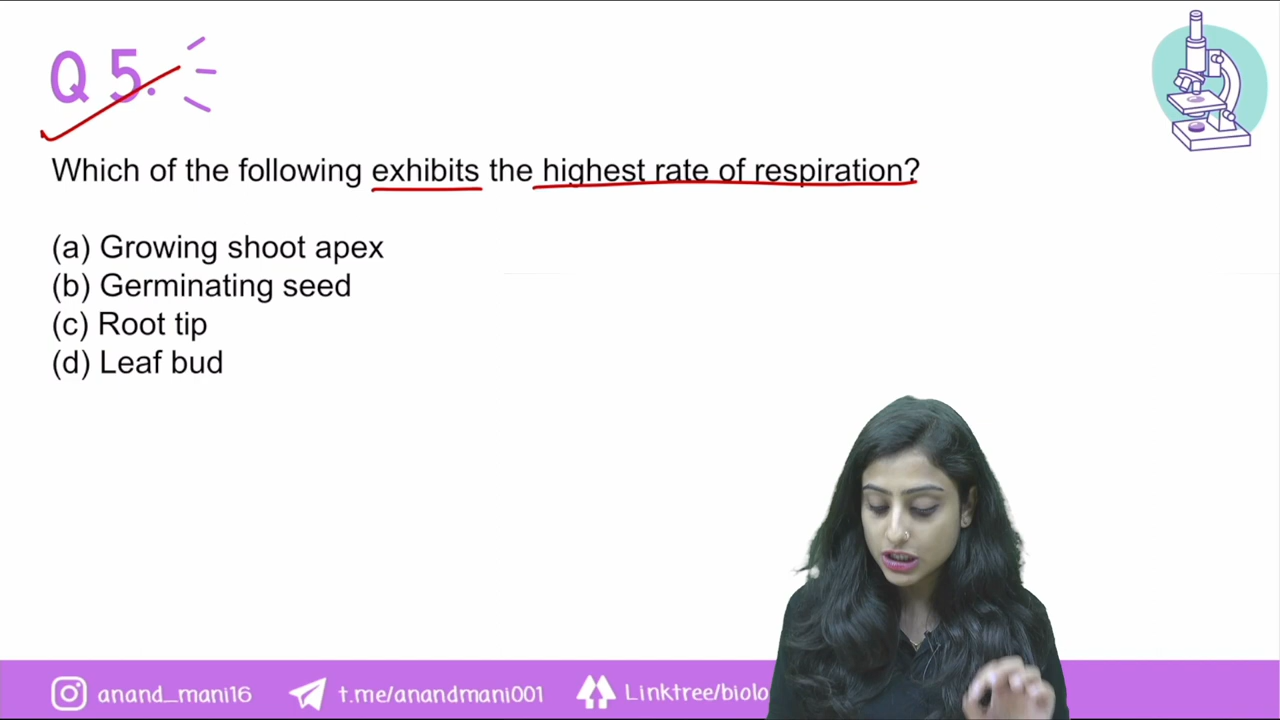 Q 5.
Which of the following exhibits the highest rate of respiration?
(a) Growing shoot apex
(b) Germinating seed
(c) Root tip
(d) Leaf bud
anand_mani16
t.me/anandmani001
Linktree/biolo